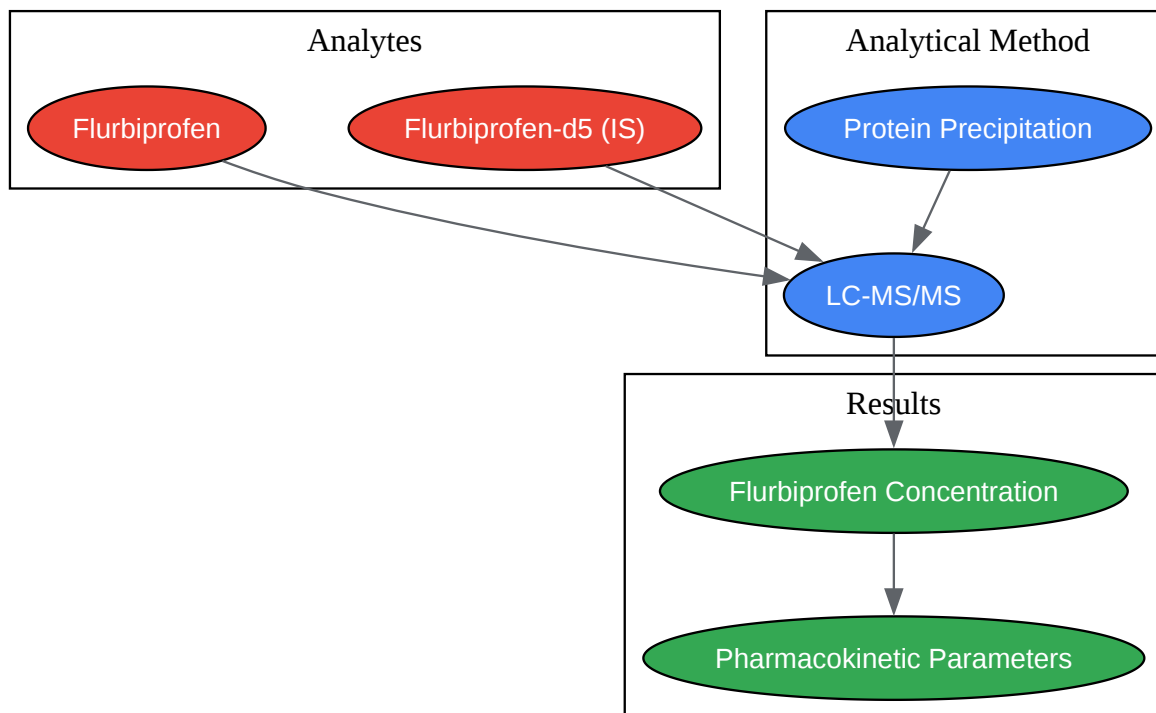 Analytes
Flurbiprofen
Flurbiprofen-d5 (IS)
Analytical Method
Protein Precipitation
LC-MS/MS
Results
Flurbiprofen Concentration
Pharmacokinetic Parameters